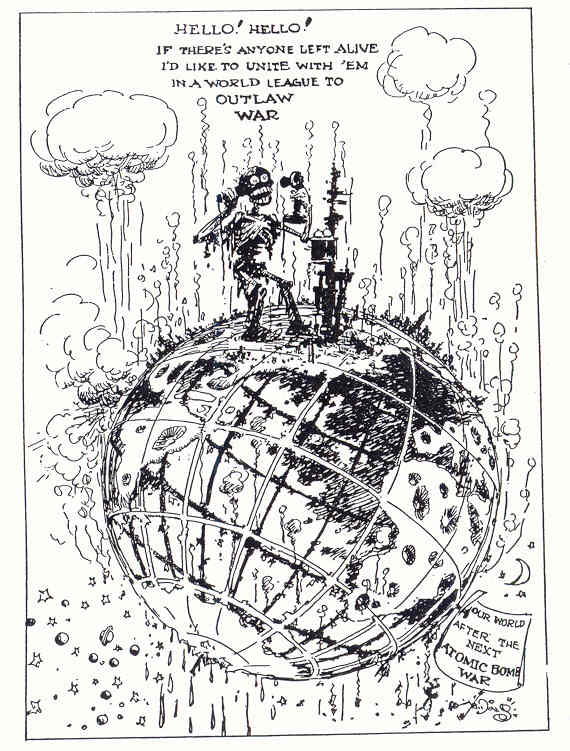 HELLO! HELLO!
IF THERE'S ANYONE LEFT ALIVE
I'D LIKE TO UNITE WITH 'EM
IN A WORLD LEAGUE TO
OUTLAW
WAR
OUR WORLD
AFTER THE
NEXT
ATOMIC BOMB
WAR